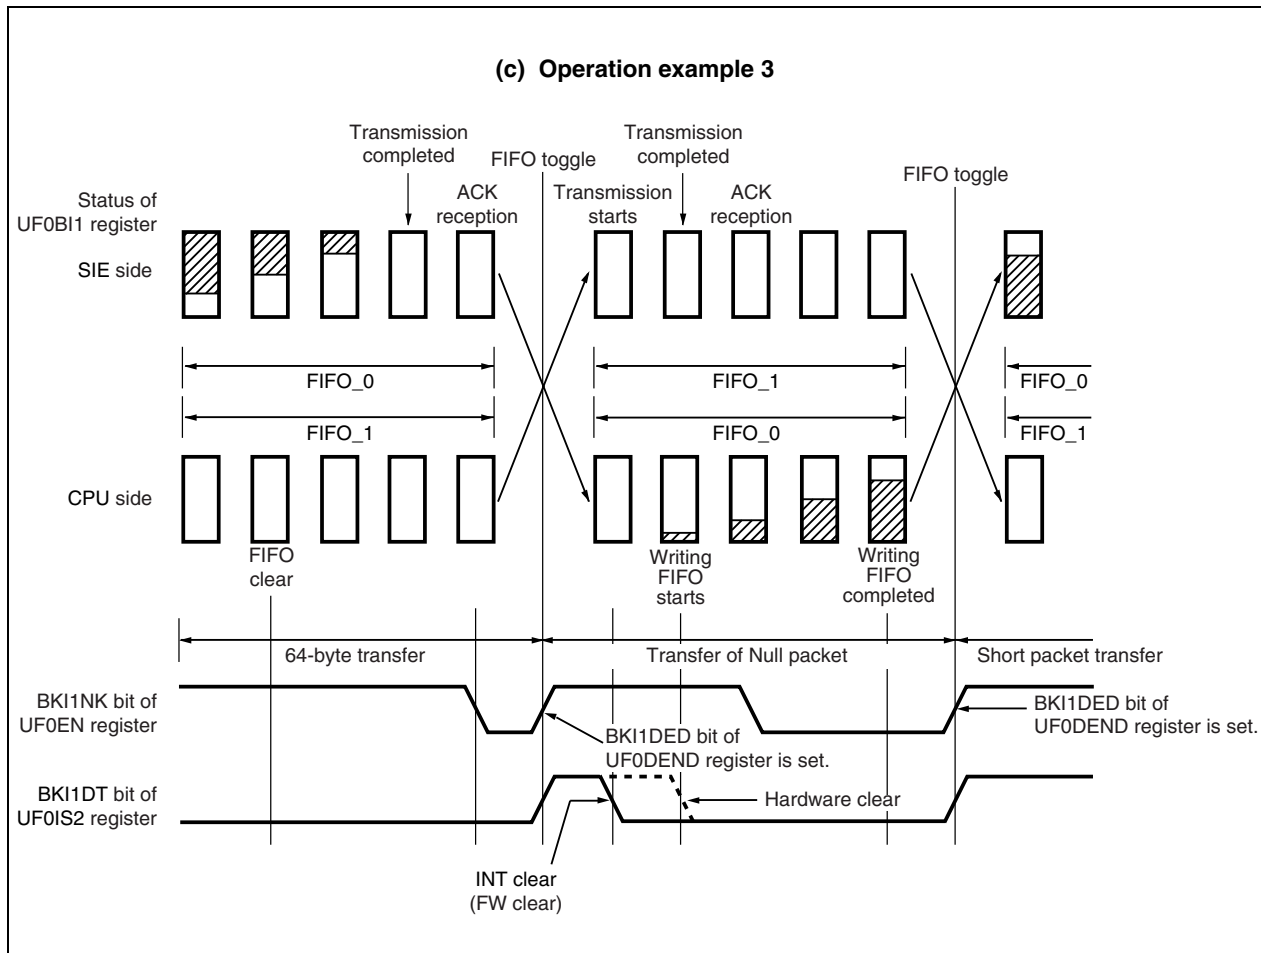 (c) Operation example 3
Transmission
completed
FIFO toggle
Transmission
completed
FIFO toggle
Status of
UF0BI1 register
ACK
reception
Transmission
starts
ACK
reception
SIE side
FIFO_0
FIFO_1
FIFO_0
FIFO_1
FIFO_0
FIFO_1
CPU side
FIFO
clear
Writing
FIFO
starts
Writing
FIFO
completed
64-byte transfer
Transfer of Null packet
Short packet transfer
BKI1NK bit of
UF0EN register
BKI1DED bit of
UF0DEND register is set.
BKI1DED bit of
UF0DEND register is set.
BKI1DT bit of
UF0IS2 register
Hardware clear
INT clear
(FW clear)